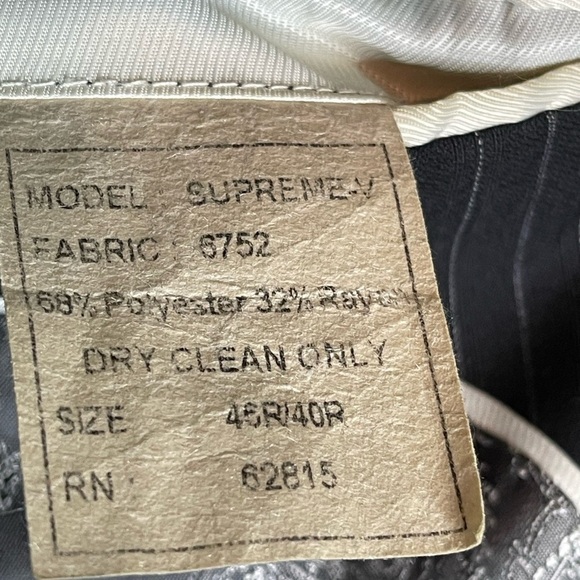 MODEL : SUPREME-V
FABRIC : 6752
68% Polyester 32% Rayon
DRY CLEAN ONLY
SIZE 46R/40R
RN : 62815